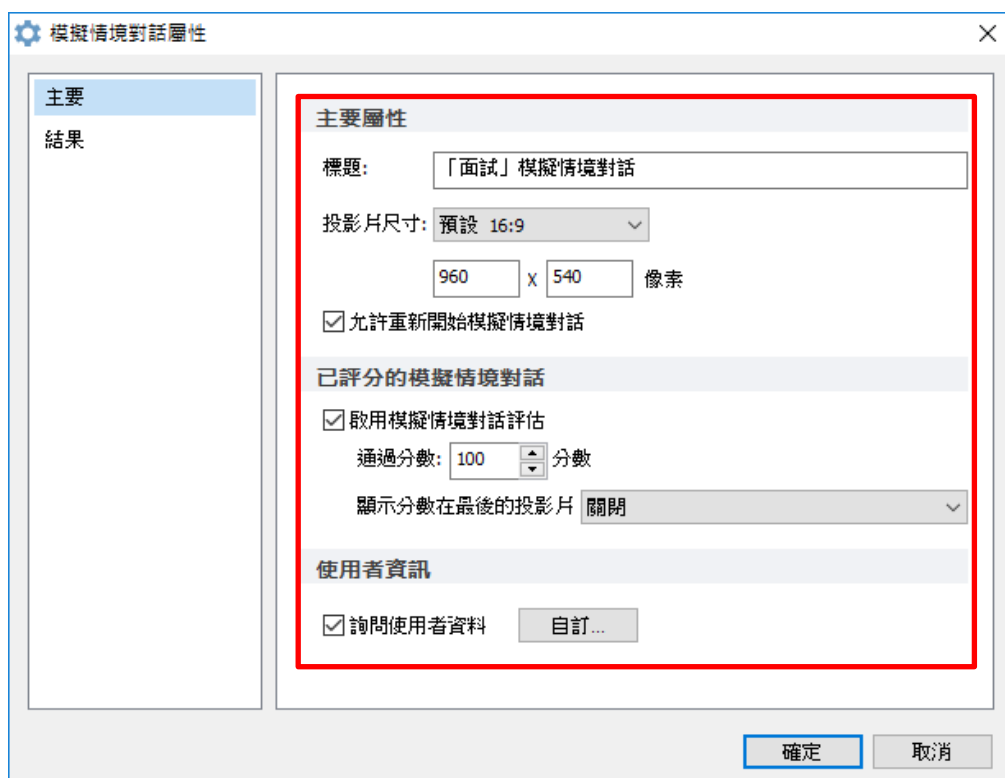 模擬情境對話屬性
主要
結果
主要屬性
標題: 「面試」模擬情境對話
投影片尺寸: 預設 16:9
960 x 540 像素
允許重新開始模擬情境對話
已評分的模擬情境對話
啟用模擬情境對話評估
通過分數: 100 分數
顯示分數在最後的投影片 關閉
使用者資訊
詢問使用者資料 自訂...
確定 取消